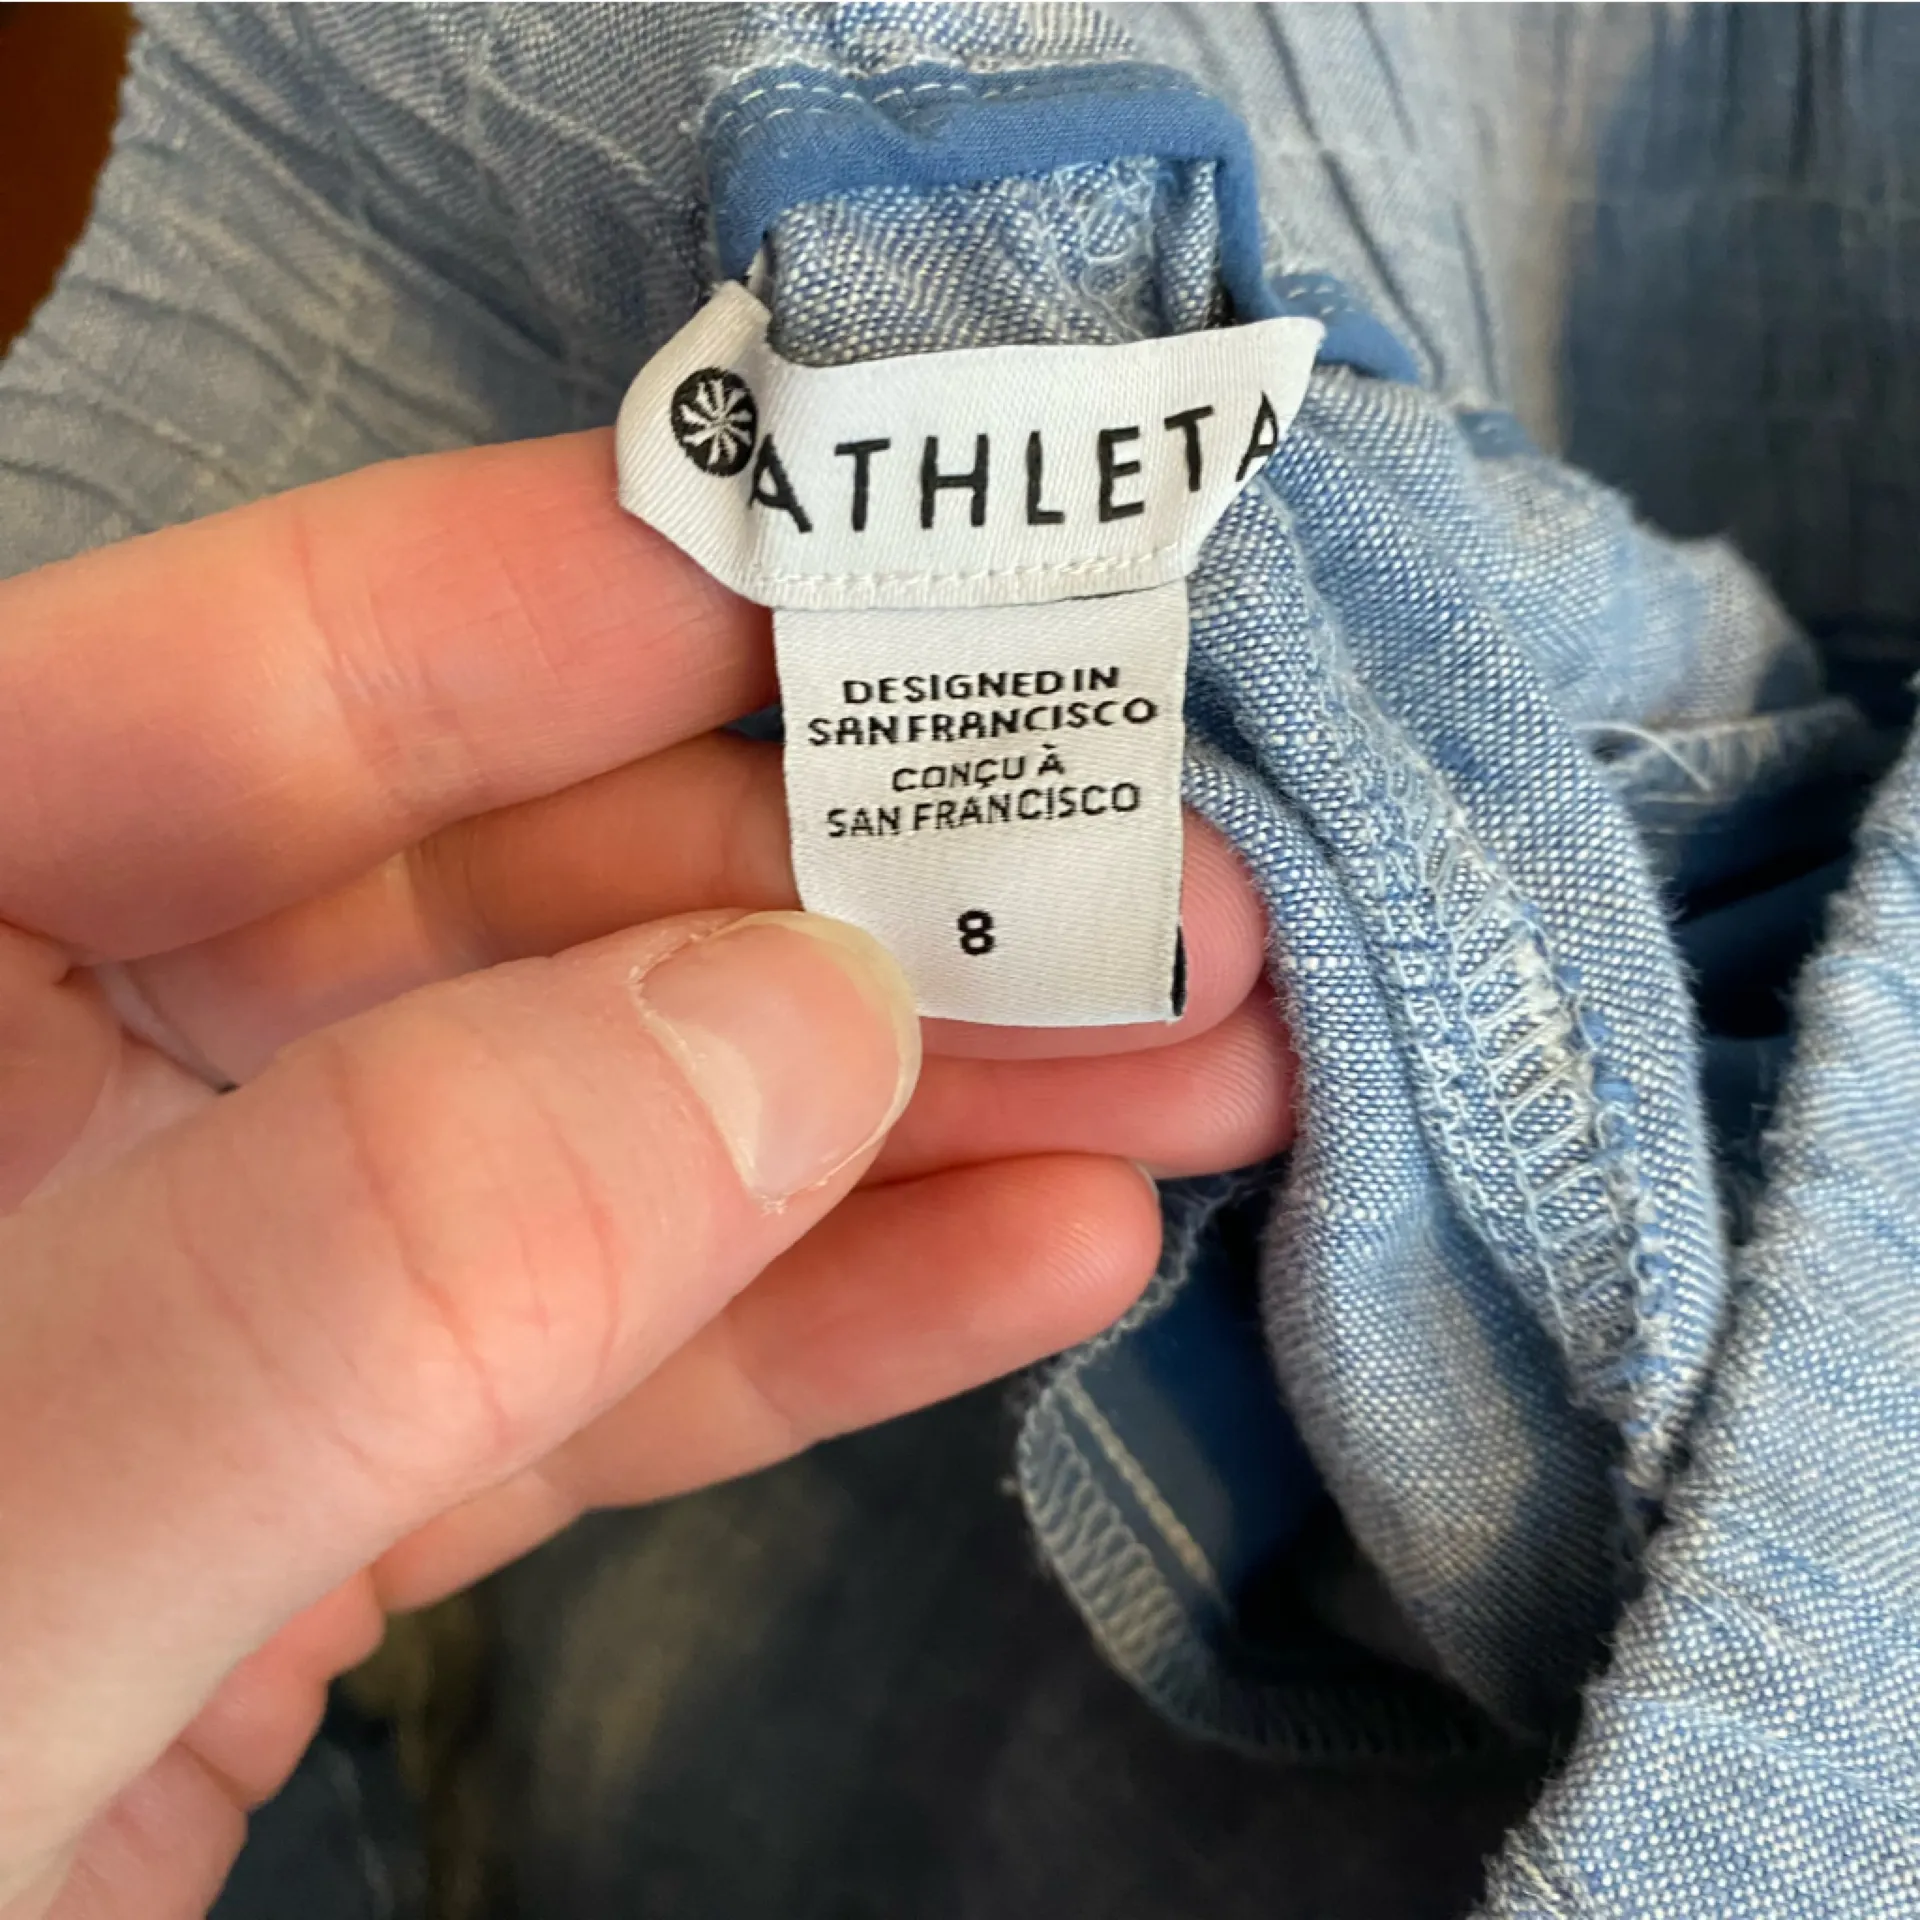 ATHLETA
DESIGNED IN
SAN FRANCISCO
CONÇU À
SAN FRANCISCO
8